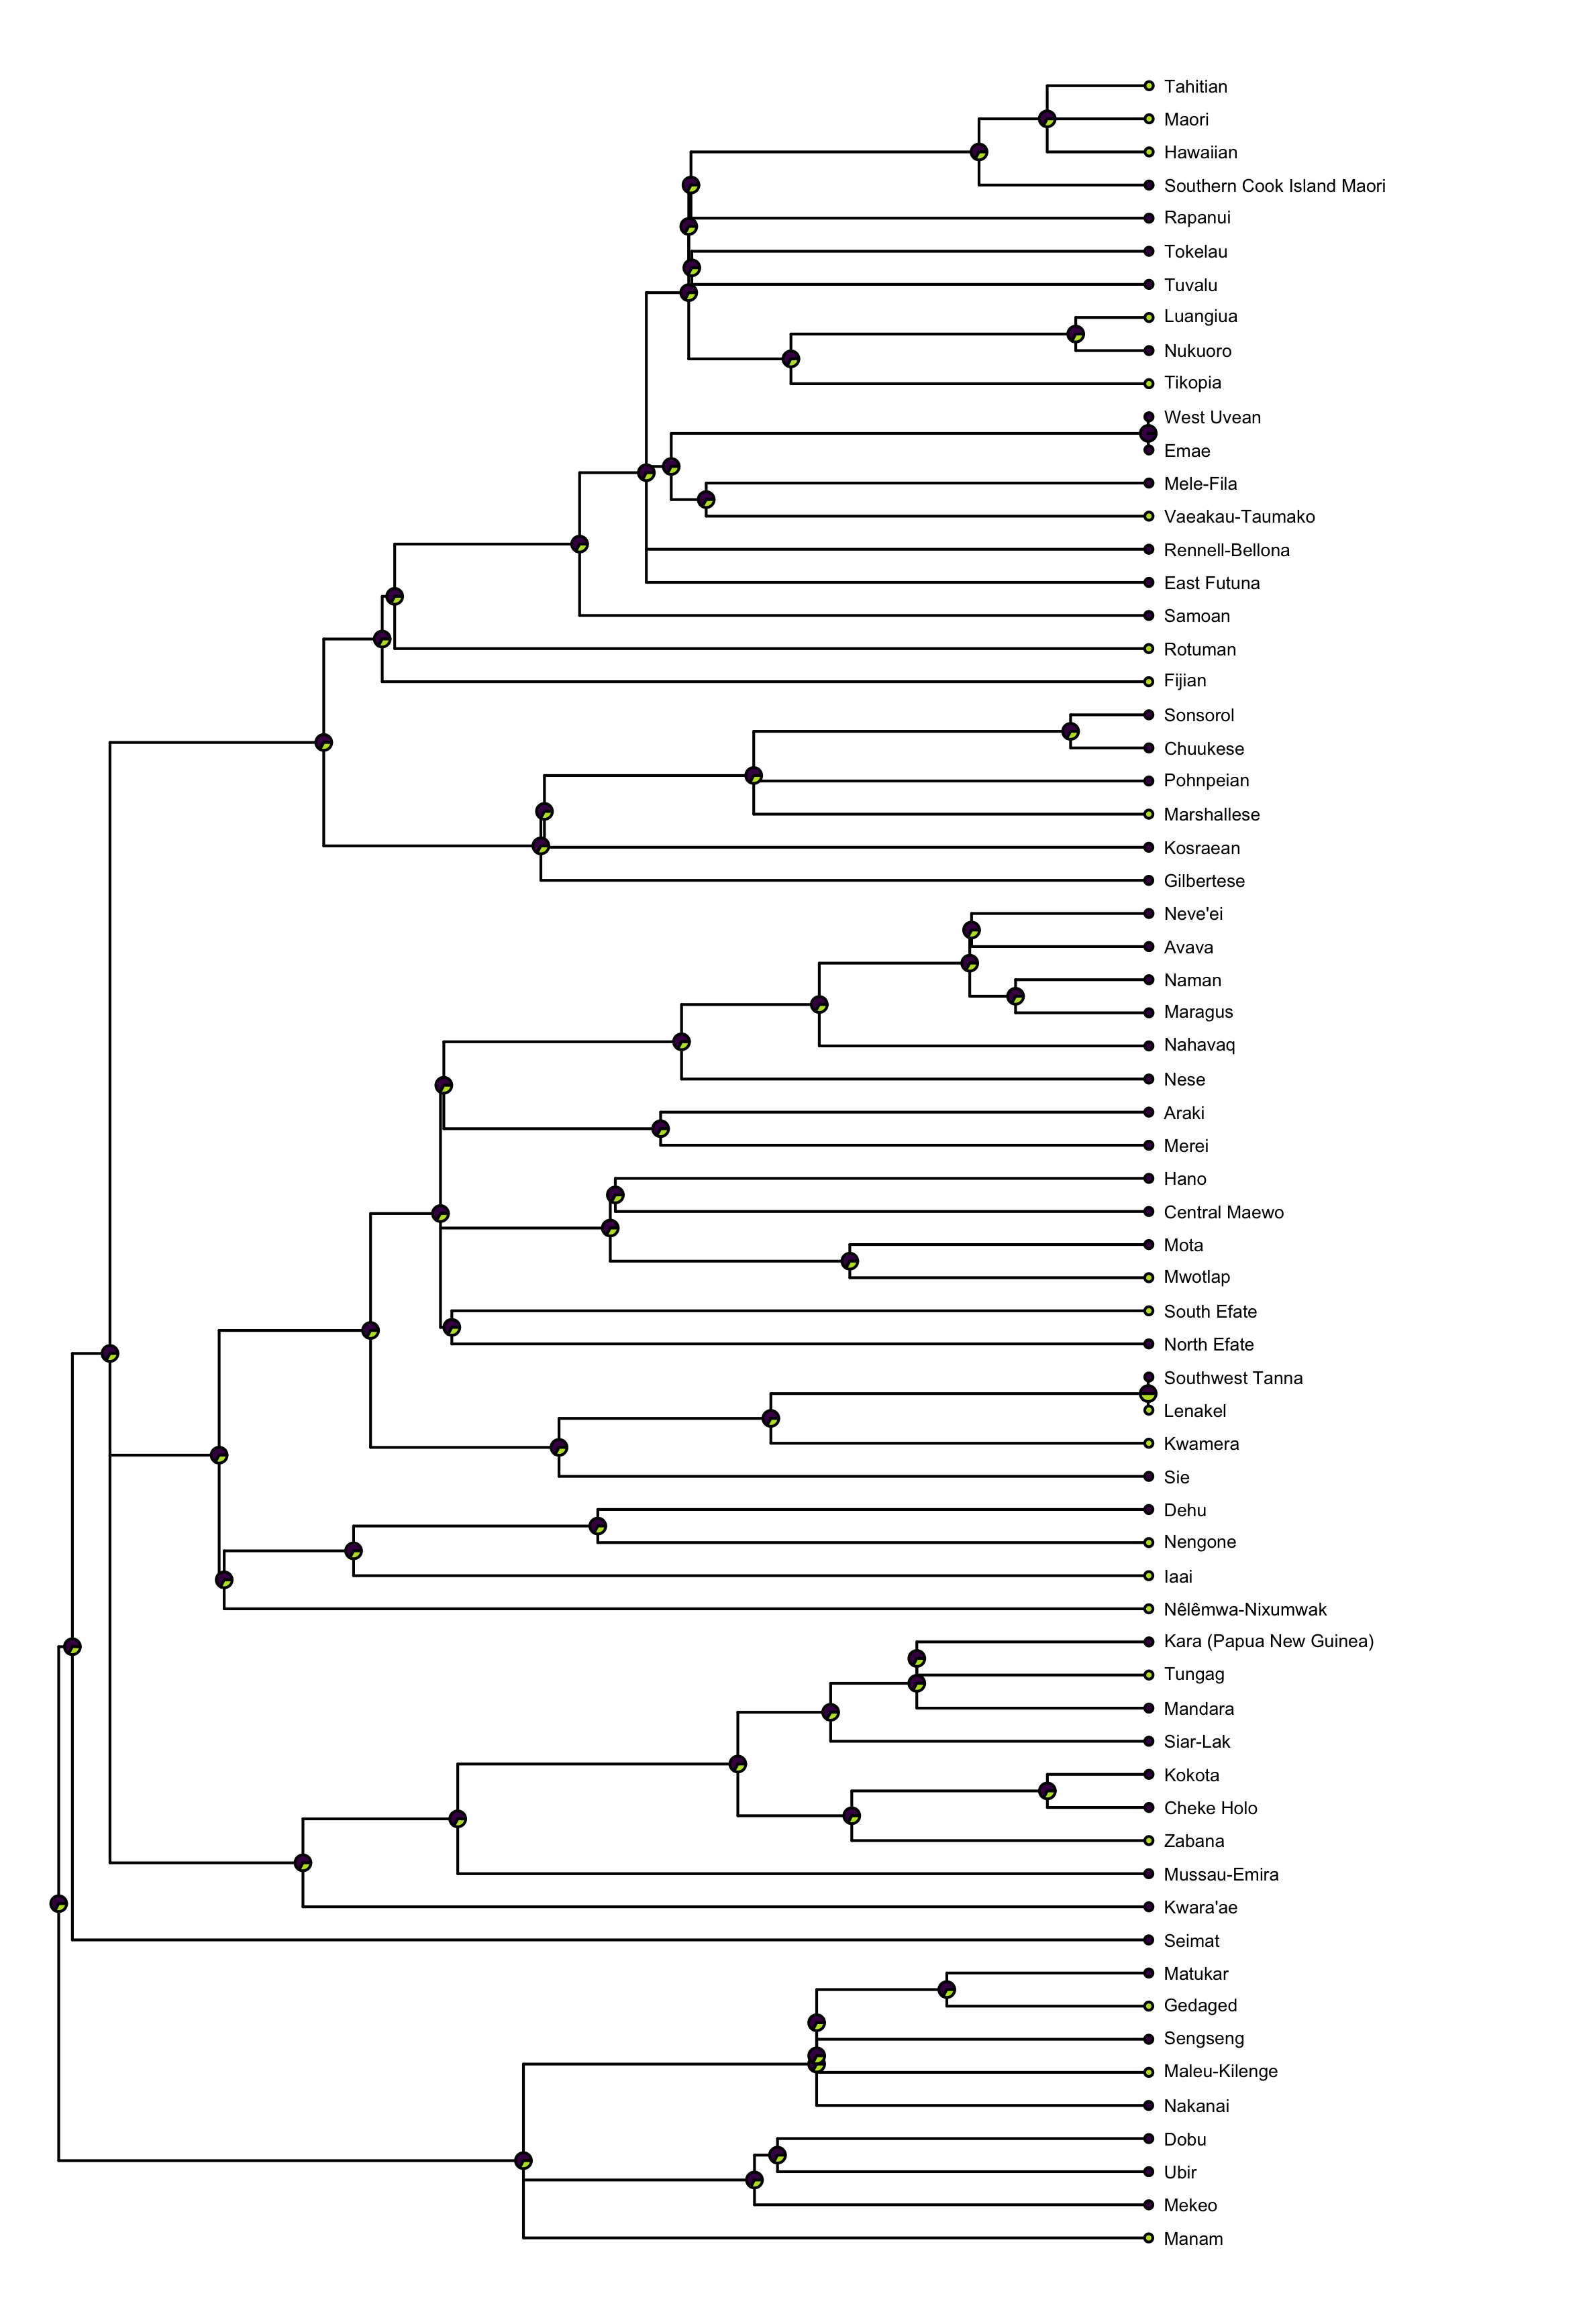 Tahitian
Maori
Hawaiian
Southern Cook Island Maori
Rapanui
Tokelau
Tuvalu
Luangiua
Nukuoro
Tikopia
West Uvean
Emae
Mele-Fila
Vaeakau-Taumako
Rennell-Bellona
East Futuna
Samoan
Rotuman
Fijian
Sonsorol
Chuukese
Pohnpeian
Marshallese
Kosraean
Gilbertese
Neve'ei
Avava
Naman
Maragus
Nahavaq
Nese
Araki
Merei
Hano
Central Maewo
Mota
Mwotlap
South Efate
North Efate
Southwest Tanna
Lenakel
Kwamera
Sie
Dehu
Nengone
Iaai
Nêlêmwa-Nixumwak
Kara (Papua New Guinea)
Tungag
Mandara
Siar-Lak
Kokota
Cheke Holo
Zabana
Mussau-Emira
Kwara'ae
Seimat
Matukar
Gedaged
Sengseng
Maleu-Kilenge
Nakanai
Dobu
Ubir
Mekeo
Manam